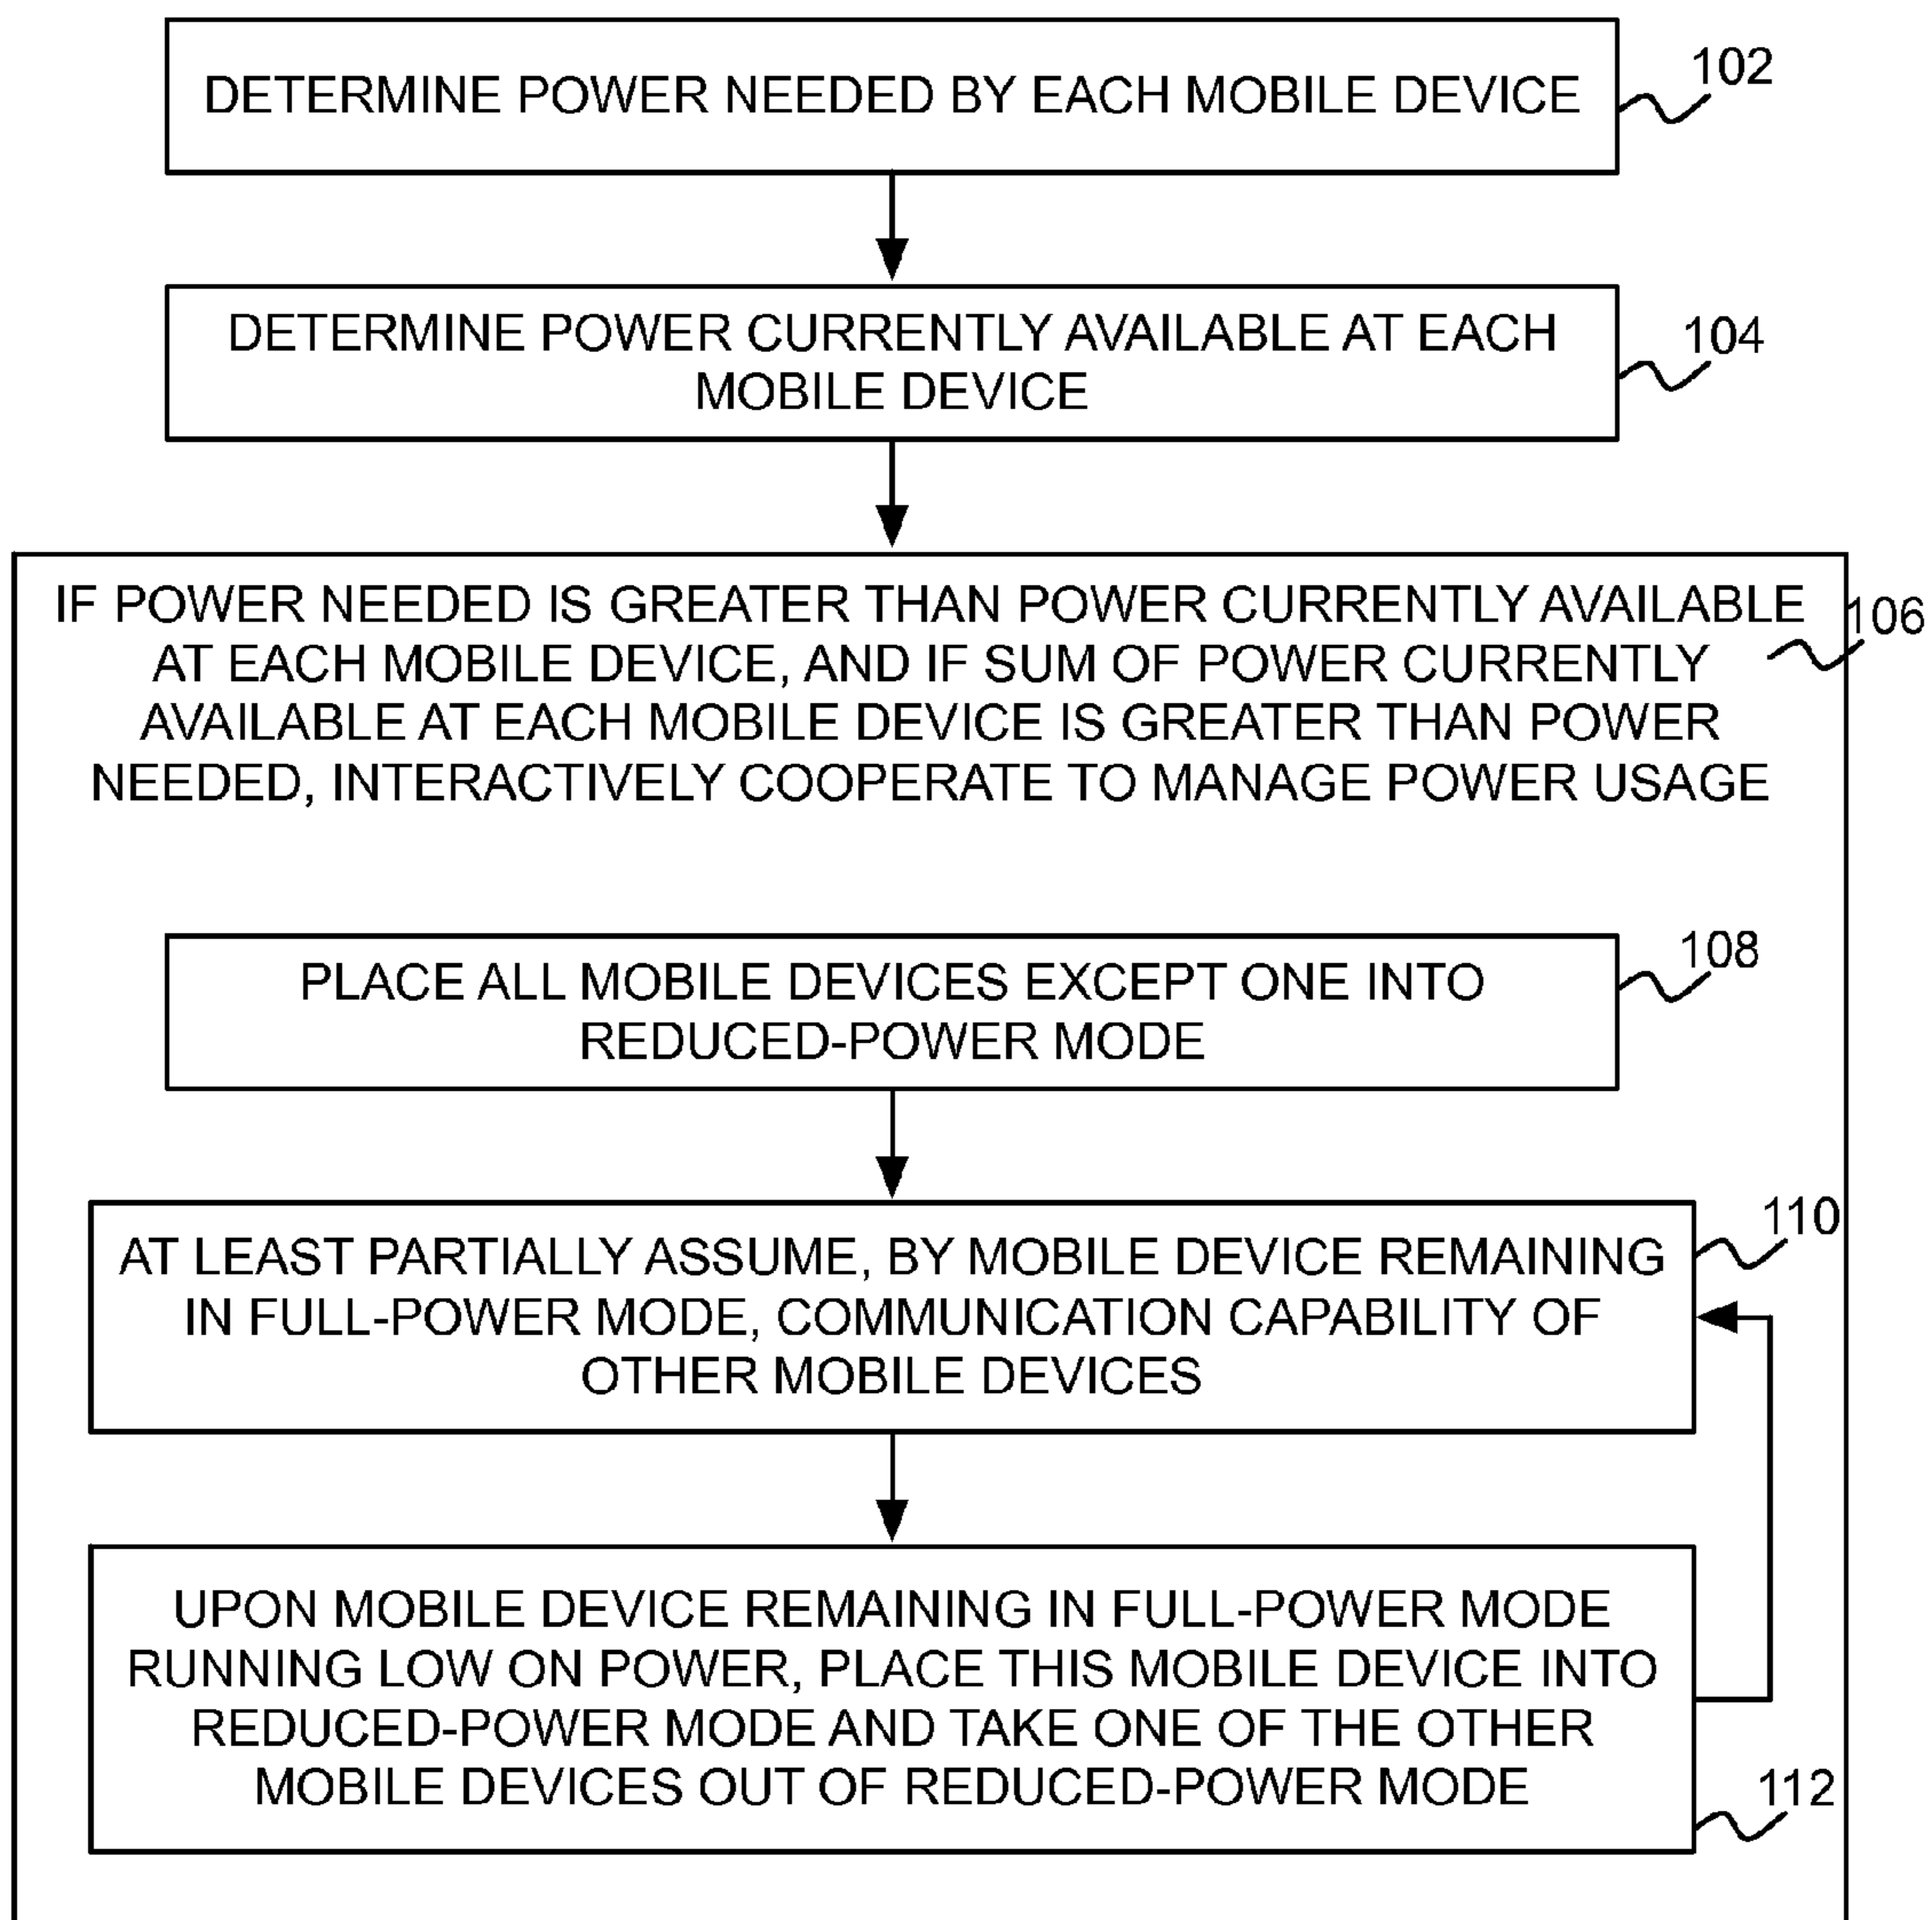 DETERMINE POWER NEEDED BY EACH MOBILE DEVICE
102
DETERMINE POWER CURRENTLY AVAILABLE AT EACH
MOBILE DEVICE
104
IF POWER NEEDED IS GREATER THAN POWER CURRENTLY AVAILABLE
AT EACH MOBILE DEVICE, AND IF SUM OF POWER CURRENTLY
AVAILABLE AT EACH MOBILE DEVICE IS GREATER THAN POWER
NEEDED, INTERACTIVELY COOPERATE TO MANAGE POWER USAGE
106
PLACE ALL MOBILE DEVICES EXCEPT ONE INTO
REDUCED-POWER MODE
108
AT LEAST PARTIALLY ASSUME, BY MOBILE DEVICE REMAINING
IN FULL-POWER MODE, COMMUNICATION CAPABILITY OF
OTHER MOBILE DEVICES
110
UPON MOBILE DEVICE REMAINING IN FULL-POWER MODE
RUNNING LOW ON POWER, PLACE THIS MOBILE DEVICE INTO
REDUCED-POWER MODE AND TAKE ONE OF THE OTHER
MOBILE DEVICES OUT OF REDUCED-POWER MODE
112